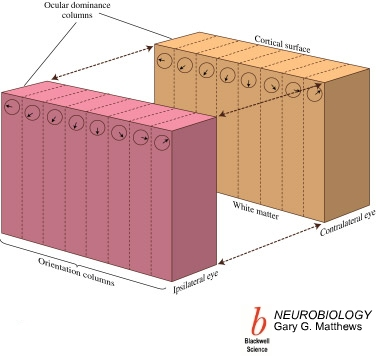 Ocular dominance
columns
Cortical surface
White matter
Contralateral eye
Orientation columns
Ipsilateral eye
b
Blackwell
Science
NEUROBIOLOGY
Gary G. Matthews